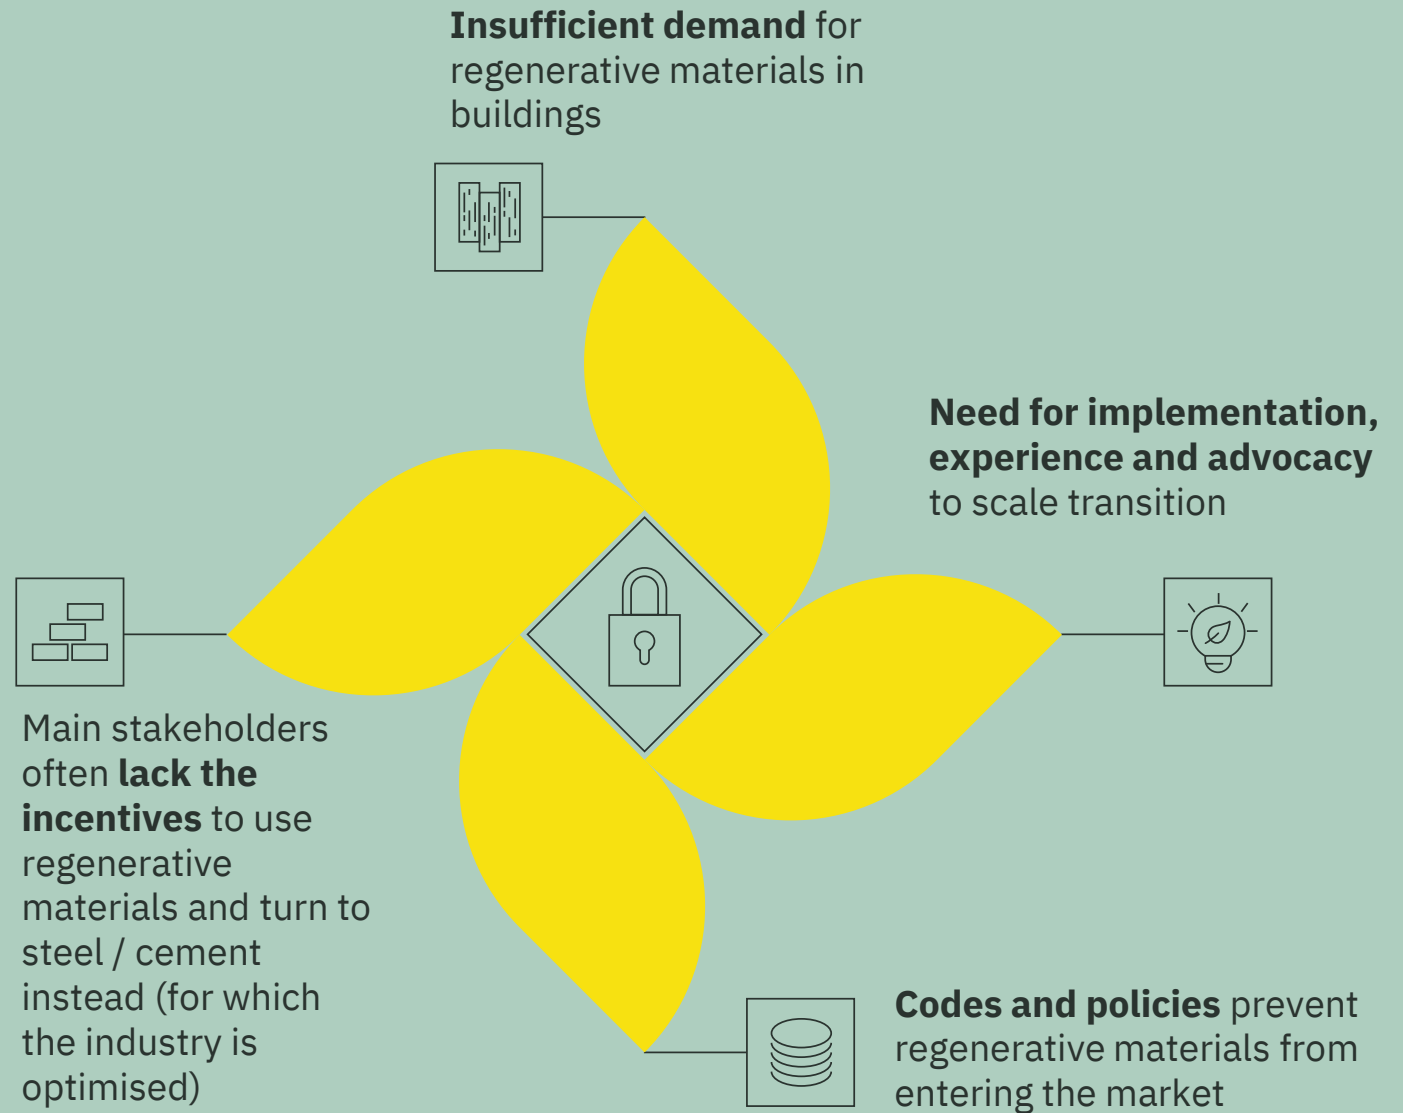 Insufficient demand for
regenerative materials in
buildings
Need for implementation,
experience and advocacy
to scale transition
Main stakeholders
often lack the
incentives to use
regenerative
materials and turn to
steel / cement
instead (for which
the industry is
optimised)
Codes and policies prevent
regenerative materials from
entering the market